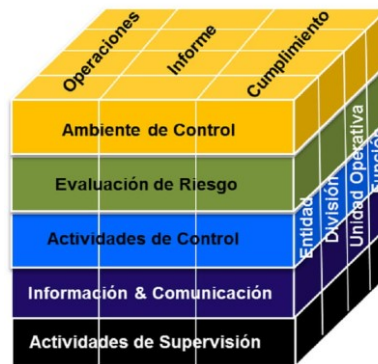 Operaciones
Informe
Cumplimiento
Ambiente de Control
Evaluación de Riesgo
Actividades de Control
Información & Comunicación
Actividades de Supervisión
Entidad
División
Unidad Operativa
Función